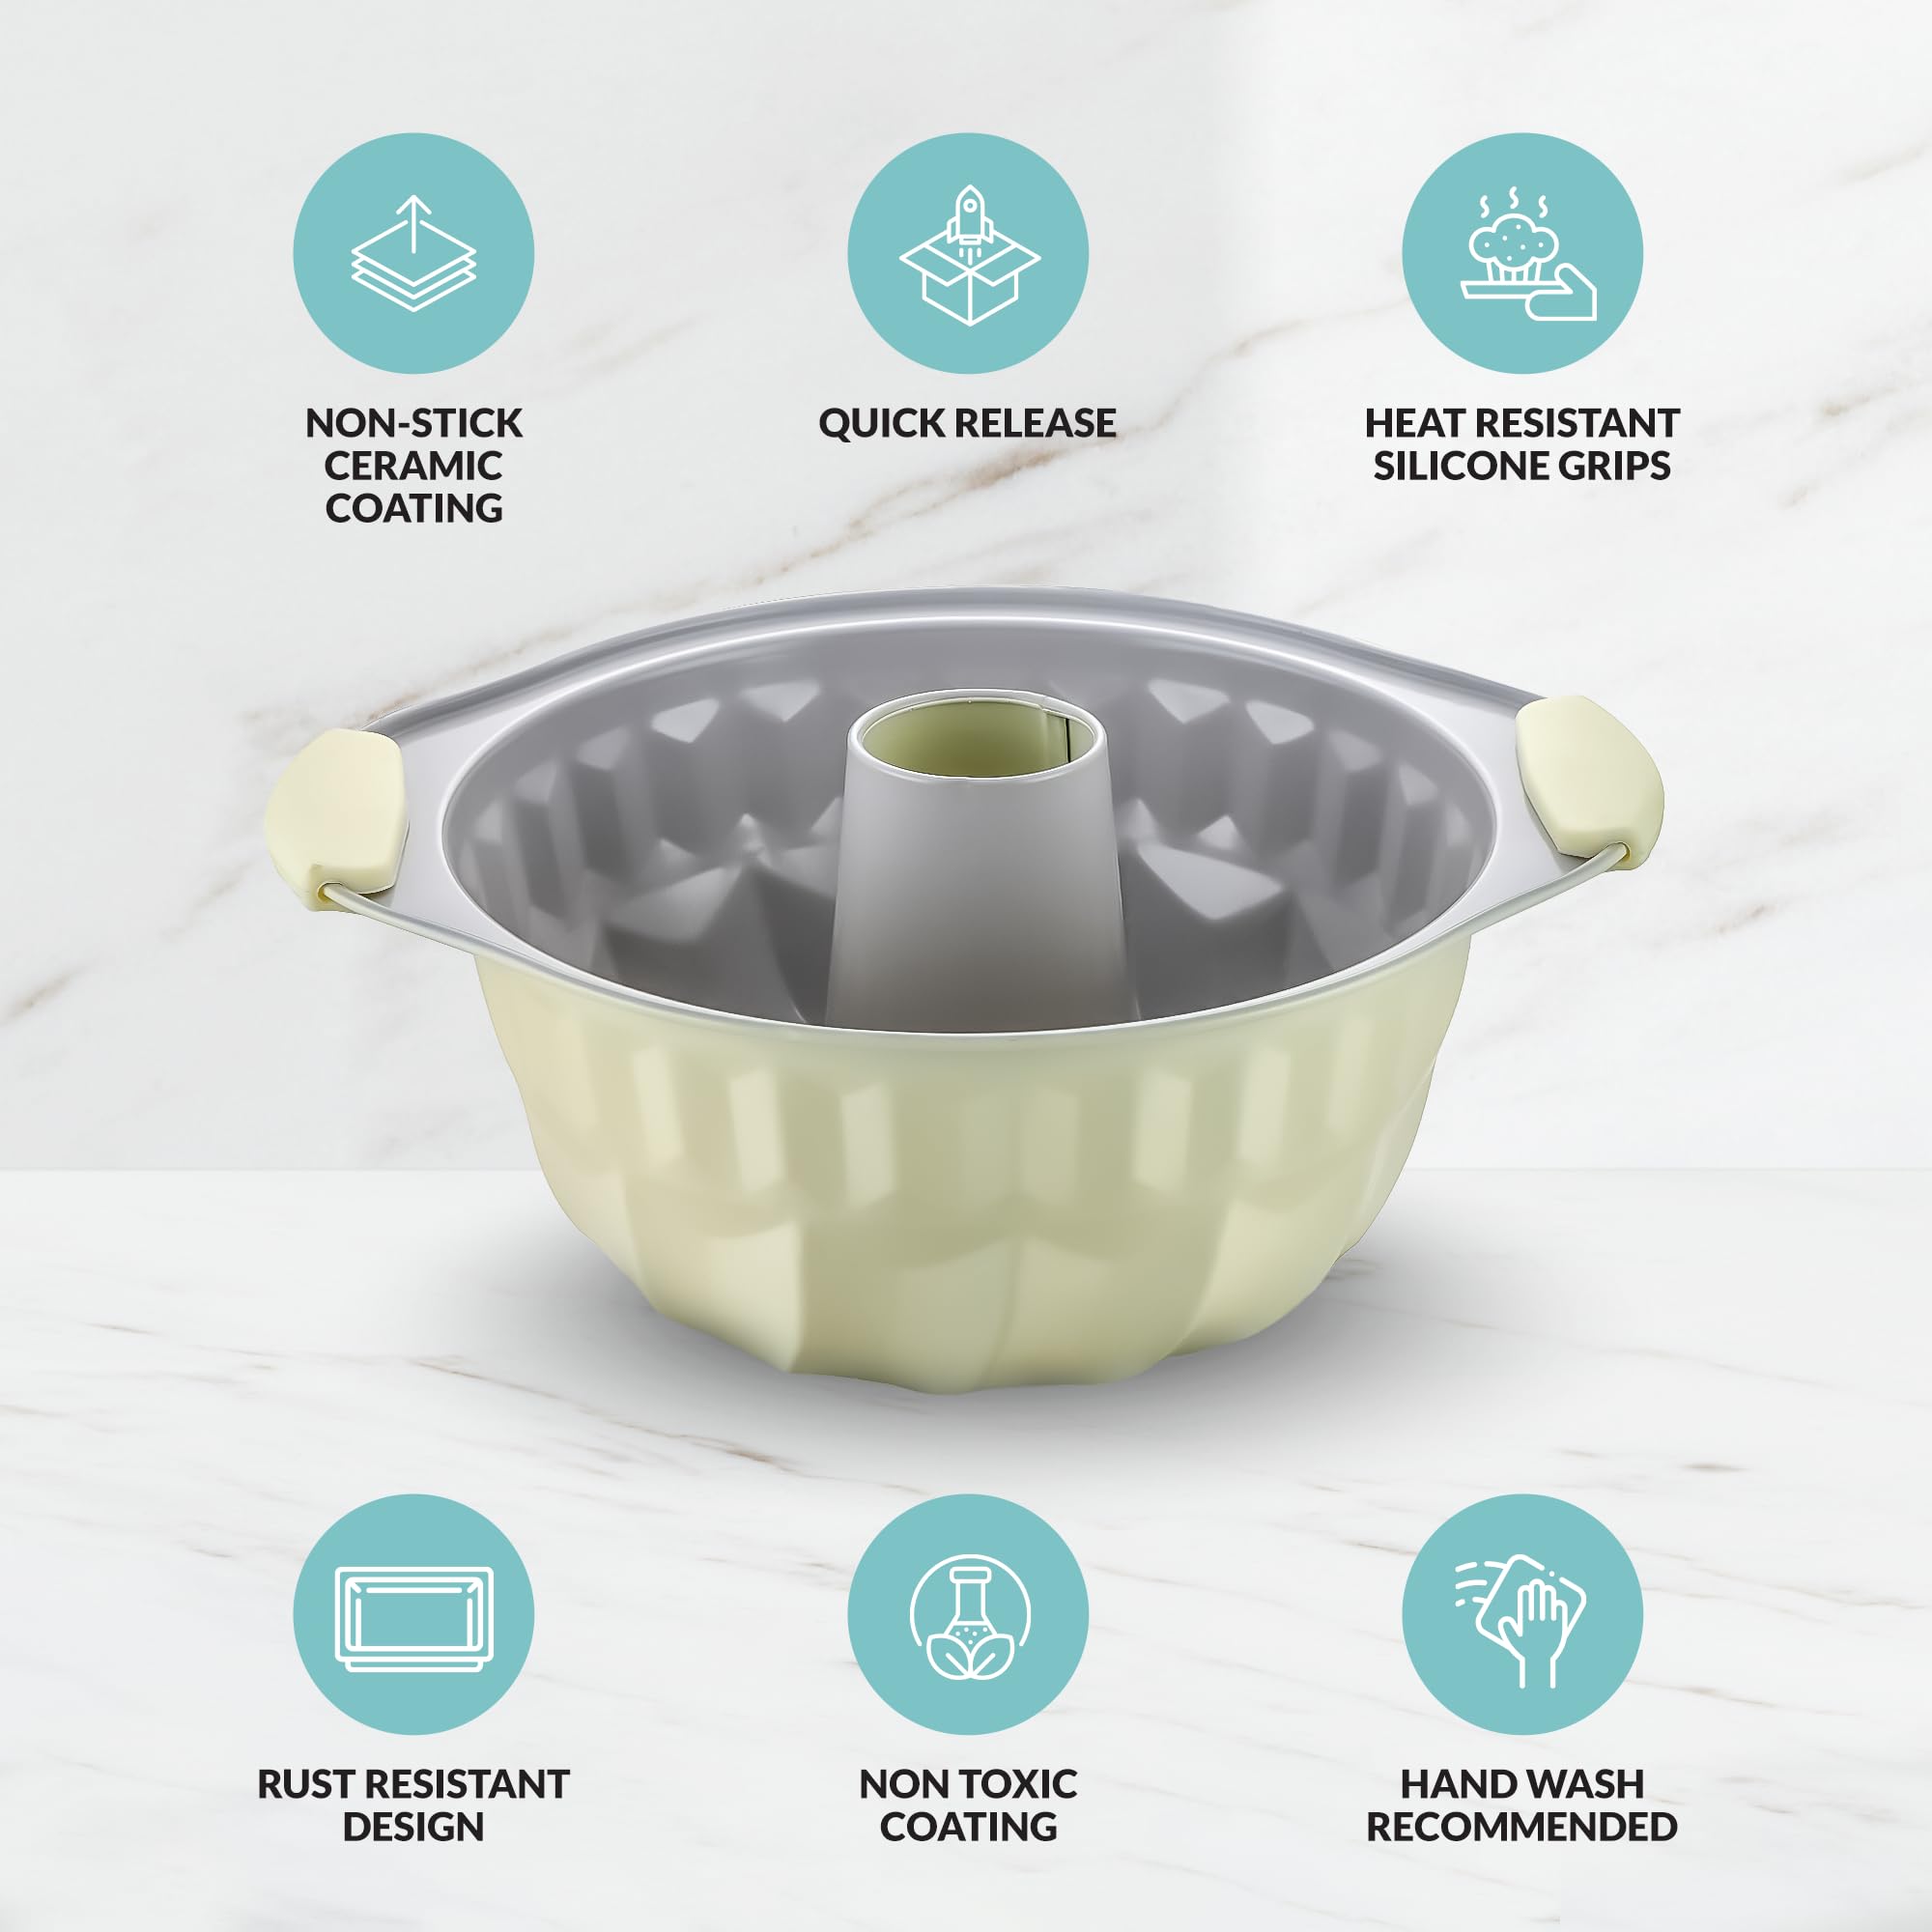 NON-STICK
CERAMIC
COATING
QUICK RELEASE
HEAT RESISTANT
SILICONE GRIPS
RUST RESISTANT
DESIGN
NON TOXIC
COATING
HAND WASH
RECOMMENDED